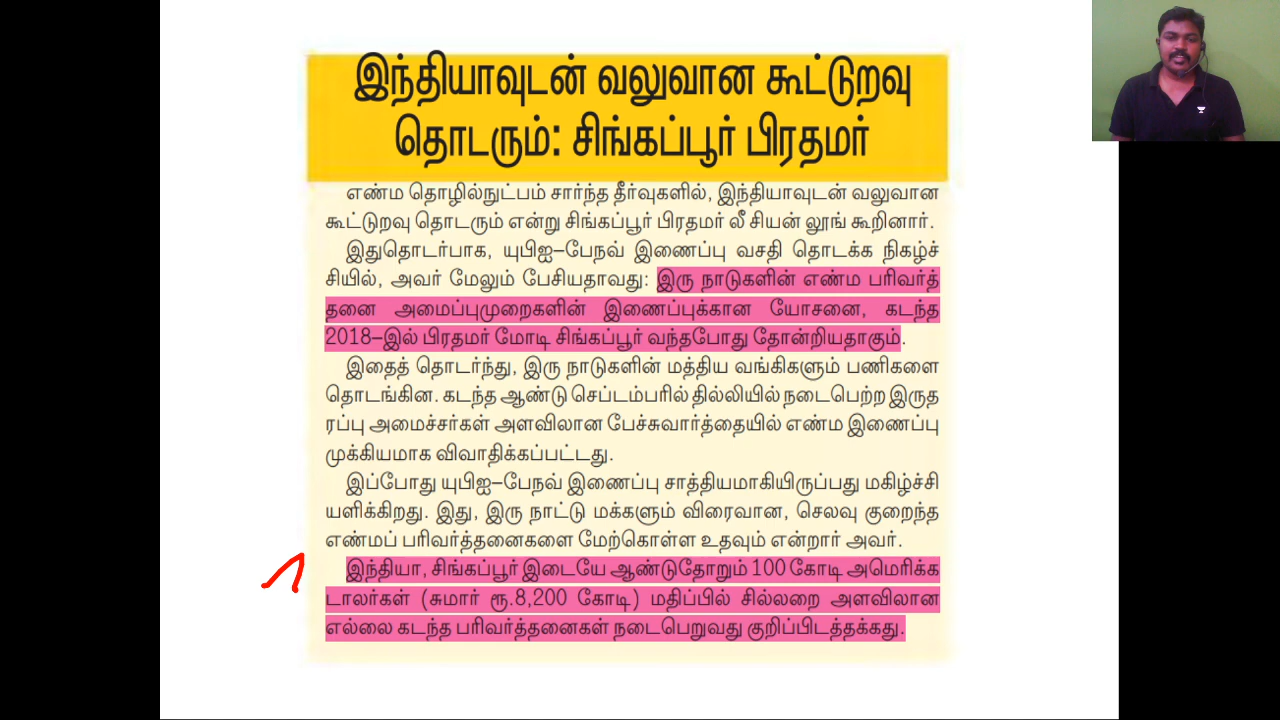 இந்தியாவுடன் வலுவான கூட்டுறவு
தொடரும்: சிங்கப்பூர் பிரதமர்
எண்ம தொழில்நுட்பம் சார்ந்த தீர்வுகளில், இந்தியாவுடன் வலுவான
கூட்டுறவு தொடரும் என்று சிங்கப்பூர் பிரதமர் லீ சியன் லூங் கூறினார்.
இதுதொடர்பாக, யுபிஐ–பேநவ் இணைப்பு வசதி தொடக்க நிகழ்ச்
சியில், அவர் மேலும் பேசியதாவது: இரு நாடுகளின் எண்ம பரிவர்த்
தனை அமைப்புமுறைகளின் இணைப்புக்கான யோசனை, கடந்த
2018–இல் பிரதமர் மோடி சிங்கப்பூர் வந்தபோது தோன்றியதாகும்.
இதைத் தொடர்ந்து, இரு நாடுகளின் மத்திய வங்கிகளும் பணிகளை
தொடங்கின. கடந்த ஆண்டு செப்டம்பரில் தில்லியில் நடைபெற்ற இருத
ரப்பு அமைச்சர்கள் அளவிலான பேச்சுவார்த்தையில் எண்ம இணைப்பு
முக்கியமாக விவாதிக்கப்பட்டது.
இப்போது யுபிஐ–பேநவ் இணைப்பு சாத்தியமாகியிருப்பது மகிழ்ச்சி
யளிக்கிறது. இது, இரு நாட்டு மக்களும் விரைவான, செலவு குறைந்த
எண்மப் பரிவர்த்தனைகளை மேற்கொள்ள உதவும் என்றார் அவர்.
இந்தியா, சிங்கப்பூர் இடையே ஆண்டுதோறும் 100 கோடி அமெரிக்க
டாலர்கள் (சுமார் ரூ.8,200 கோடி) மதிப்பில் சில்லறை அளவிலான
எல்லை கடந்த பரிவர்த்தனைகள் நடைபெறுவது குறிப்பிடத்தக்கது.